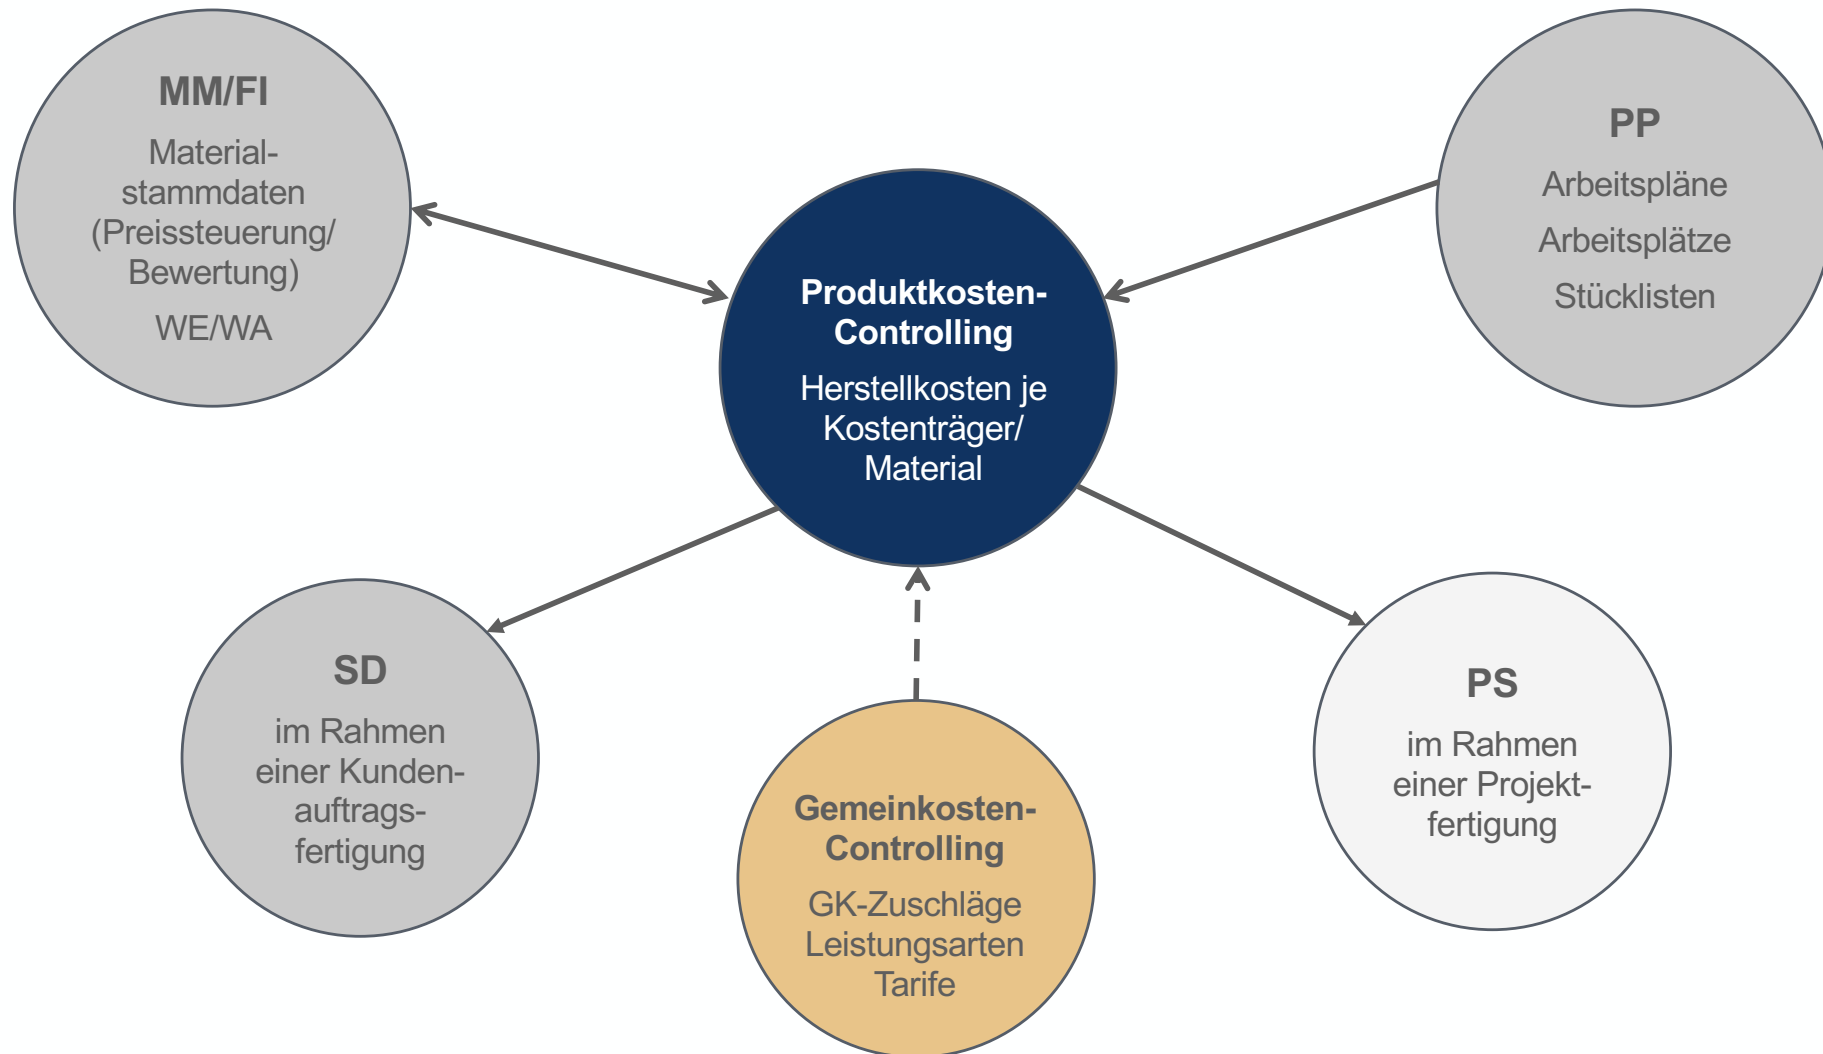 MM/FI
Material-
stammdaten
(Preissteuerung/
Bewertung)
WE/WA
PP
Arbeitspläne
Arbeitsplätze
Stücklisten
Produktkosten-
Controlling
Herstellkosten je
Kostenträger/
Material
SD
im Rahmen
einer Kunden-
auftrags-
fertigung
Gemeinkosten-
Controlling
GK-Zuschläge
Leistungsarten
Tarife
PS
im Rahmen
einer Projekt-
fertigung